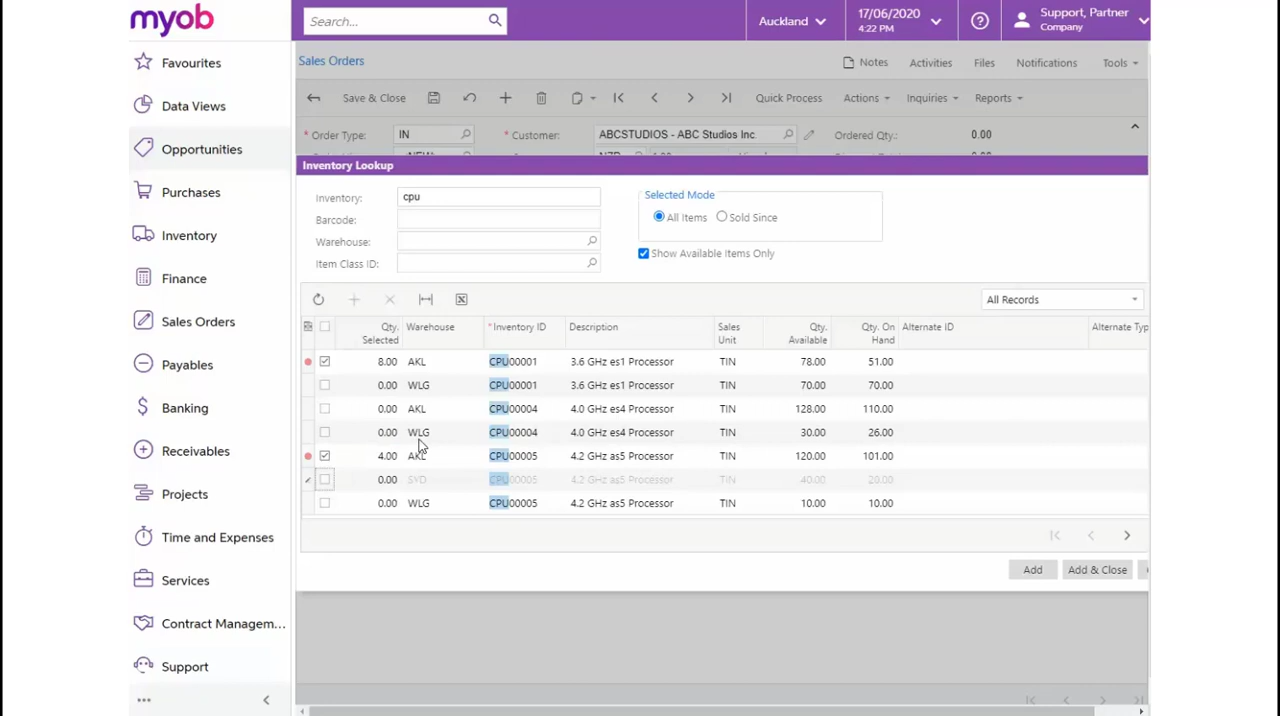 myob
Search...
Auckland
17/06/2020
4:22 PM
Support, Partner
Company
Favourites
Data Views
Opportunities
Purchases
Inventory
Finance
Sales Orders
Payables
Banking
Receivables
Projects
Time and Expenses
Services
Contract Managem...
Support
Sales Orders
Notes Activities Files Notifications Tools
Save & Close Quick Process Actions Inquiries Reports
* Order Type: IN * Customer: ABCSTUDIOS - ABC Studios Inc. Ordered Qty.: 0.00
Inventory Lookup
Inventory: cpu
Barcode:
Warehouse:
Item Class ID:
Selected Mode
All Items Sold Since
Show Available Items Only
All Records
Qty. Selected Warehouse * Inventory ID Description Sales Unit Qty. Available Qty. On Hand Alternate ID Alternate Typ
8.00 AKL CPU00001 3.6 GHz es1 Processor TIN 78.00 51.00
0.00 WLG CPU00001 3.6 GHz es1 Processor TIN 70.00 70.00
0.00 AKL CPU00004 4.0 GHz es4 Processor TIN 128.00 110.00
0.00 WLG CPU00004 4.0 GHz es4 Processor TIN 30.00 26.00
4.00 AKL CPU00005 4.2 GHz as5 Processor TIN 120.00 101.00
0.00 SYD CPU00005 4.2 GHz as5 Processor TIN 40.00 20.00
0.00 WLG CPU00005 4.2 GHz as5 Processor TIN 10.00 10.00
Add Add & Close